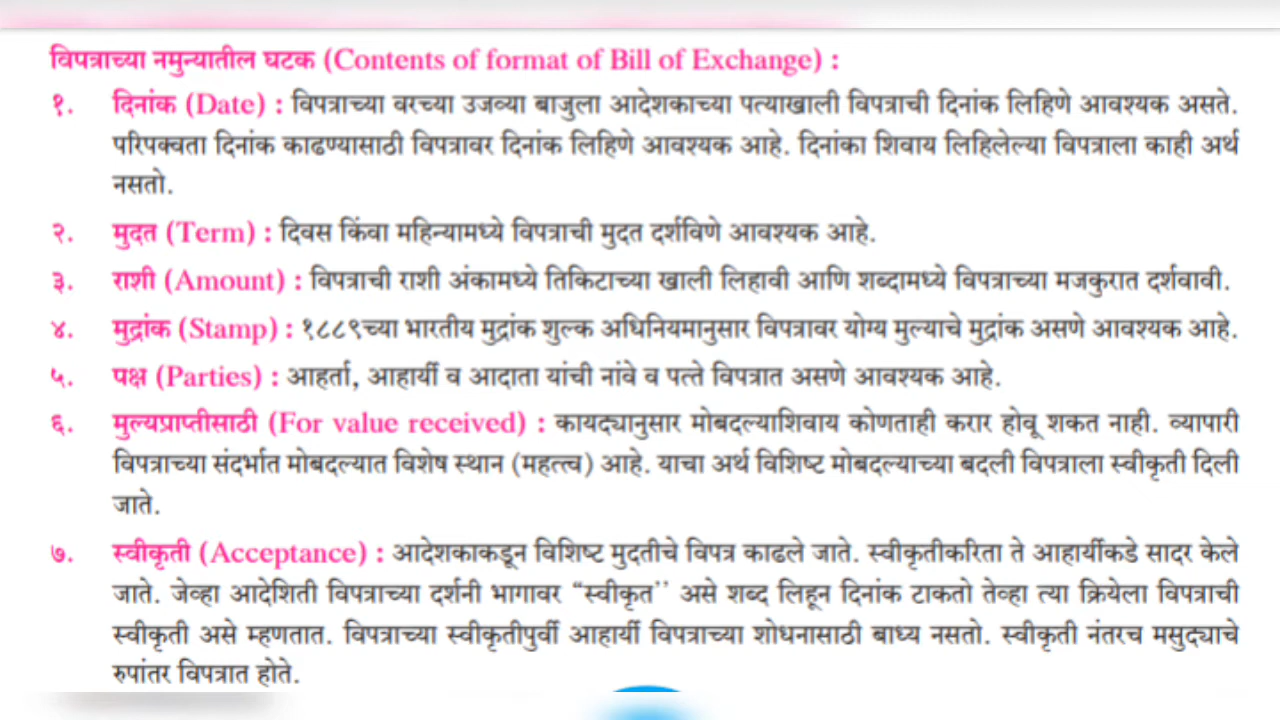 विपत्राच्या नमुन्यातील घटक (Contents of format of Bill of Exchange) :
१. दिनांक (Date) : विपत्राच्या वरच्या उजव्या बाजुला आदेशकाच्या पत्याखाली विपत्राची दिनांक लिहिणे आवश्यक असते.
परिपक्वता दिनांक काढण्यासाठी विपत्रावर दिनांक लिहिणे आवश्यक आहे. दिनांका शिवाय लिहिलेल्या विपत्राला काही अर्थ
नसतो.
२. मुदत (Term) : दिवस किंवा महिन्यामध्ये विपत्राची मुदत दर्शविणे आवश्यक आहे.
३. राशी (Amount) : विपत्राची राशी अंकामध्ये तिकिटाच्या खाली लिहावी आणि शब्दामध्ये विपत्राच्या मजकुरात दर्शवावी.
४. मुद्रांक (Stamp) : १८८९च्या भारतीय मुद्रांक शुल्क अधिनियमानुसार विपत्रावर योग्य मुल्याचे मुद्रांक असणे आवश्यक आहे.
५. पक्ष (Parties) : आहर्ता, आहार्यी व आदाता यांची नांवे व पत्ते विपत्रात असणे आवश्यक आहे.
६. मुल्यप्राप्तीसाठी (For value received) : कायद्यानुसार मोबदल्याशिवाय कोणताही करार होवू शकत नाही. व्यापारी
विपत्राच्या संदर्भात मोबदल्यात विशेष स्थान (महत्त्व) आहे. याचा अर्थ विशिष्ट मोबदल्याच्या बदली विपत्राला स्वीकृती दिली
जाते.
७. स्वीकृती (Acceptance) : आदेशकाकडून विशिष्ट मुदतीचे विपत्र काढले जाते. स्वीकृतीकरिता ते आहार्यीकडे सादर केले
जाते. जेव्हा आदेशिती विपत्राच्या दर्शनी भागावर “स्वीकृत’’ असे शब्द लिहून दिनांक टाकतो तेव्हा त्या क्रियेला विपत्राची
स्वीकृती असे म्हणतात. विपत्राच्या स्वीकृतीपुर्वी आहार्यी विपत्राच्या शोधनासाठी बाध्य नसतो. स्वीकृती नंतरच मसुद्याचे
रुपांतर विपत्रात होते.